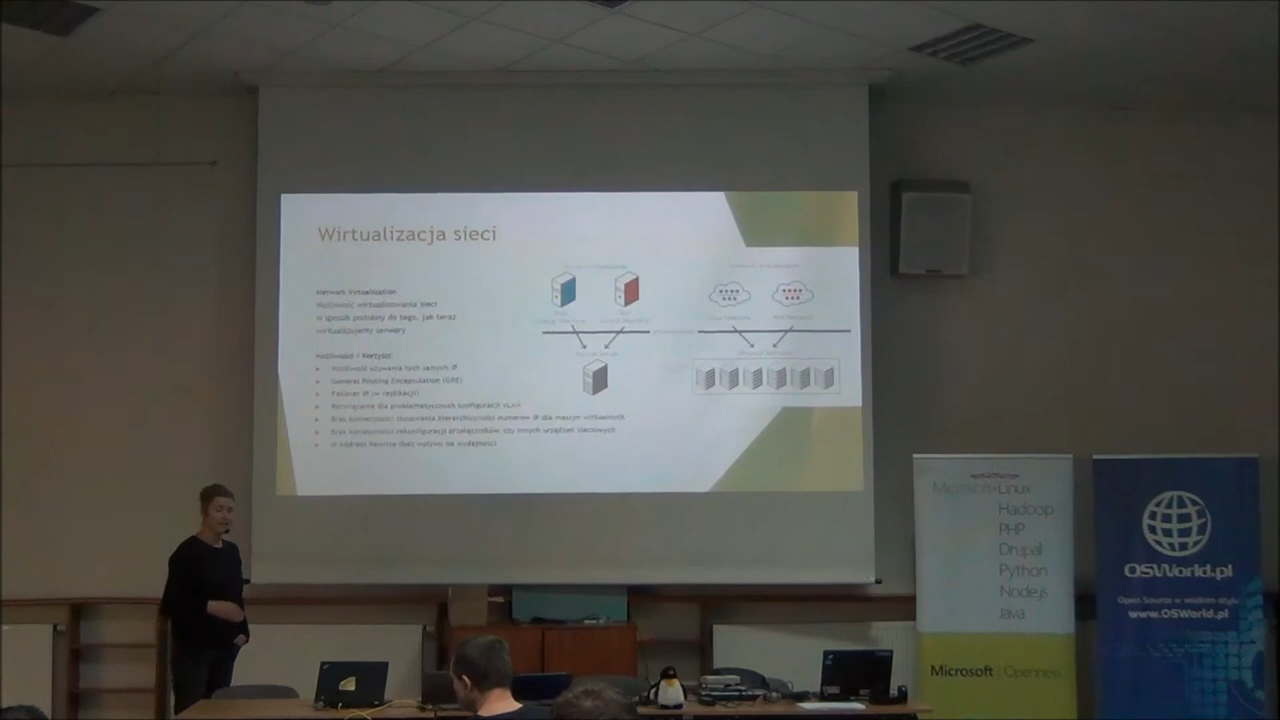 Wirtualizacja sieci
Network Virtualization
Możliwość wirtualizowania sieci
w sposób podobny do tego, jak teraz
wirtualizujemy serwery
Możliwości / Korzyści:
Możliwość używania tych samych IP
General Routing Encapsulation (GRE)
Failover IP (w replikacji)
Rozwiązanie dla problematycznych konfiguracji VLAN
Brak konieczności stosowania hierarchiczności numerów IP dla maszyn wirtualnych
Brak konieczności rekonfiguracji przełączników, czy innych urządzeń sieciowych
IP Address Rewrite (bez wpływu na wydajność)
Microsoft+Linux
Hadoop
PHP
Drupal
Python
Node.js
Java
Microsoft | Openness
OSWorld.pl
Open Source w wielkim stylu
www.OSWorld.pl